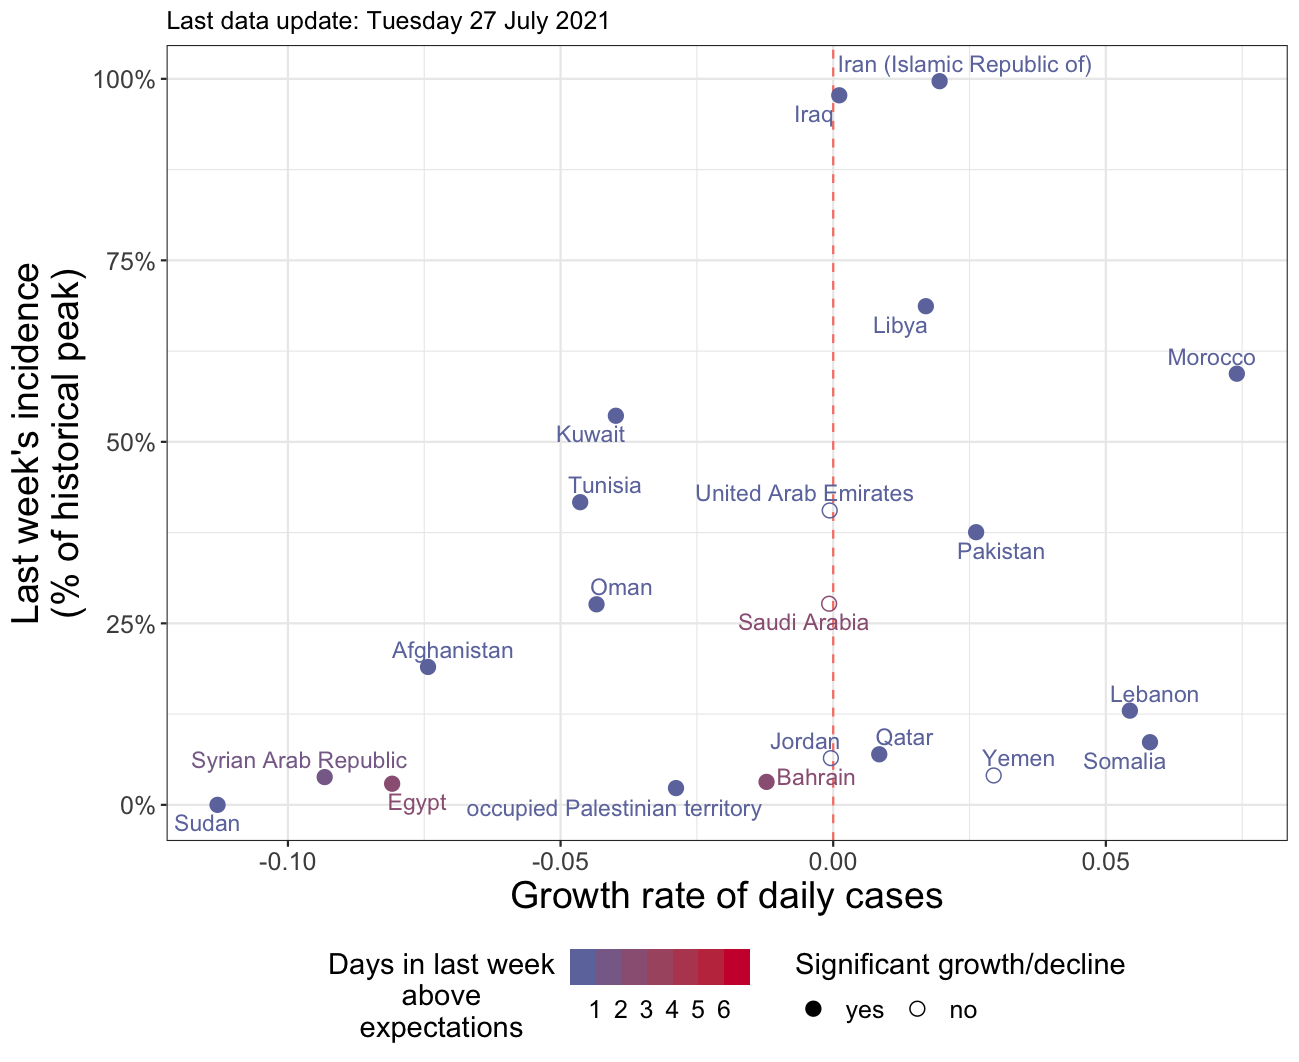 Last data update: Tuesday 27 July 2021
Last week's incidence
(% of historical peak)
100%
75%
50%
25%
0%
Iran (Islamic Republic of)
Iraq
Libya
Morocco
Kuwait
Tunisia
United Arab Emirates
Pakistan
Oman
Saudi Arabia
Afghanistan
Lebanon
Jordan
Qatar
Syrian Arab Republic
Yemen
Somalia
Bahrain
Egypt
occupied Palestinian territory
Sudan
-0.10 -0.05 0.00 0.05
Growth rate of daily cases
Days in last week
above
expectations
1 2 3 4 5 6
Significant growth/decline
yes no